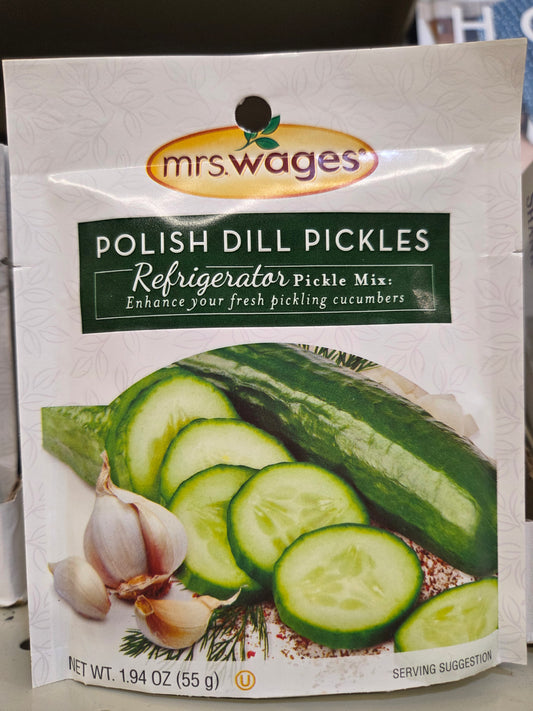 mrs.wages®
POLISH DILL PICKLES
Refrigerator Pickle Mix:
Enhance your fresh pickling cucumbers
NET WT. 1.94 OZ (55 g) U
SERVING SUGGESTION